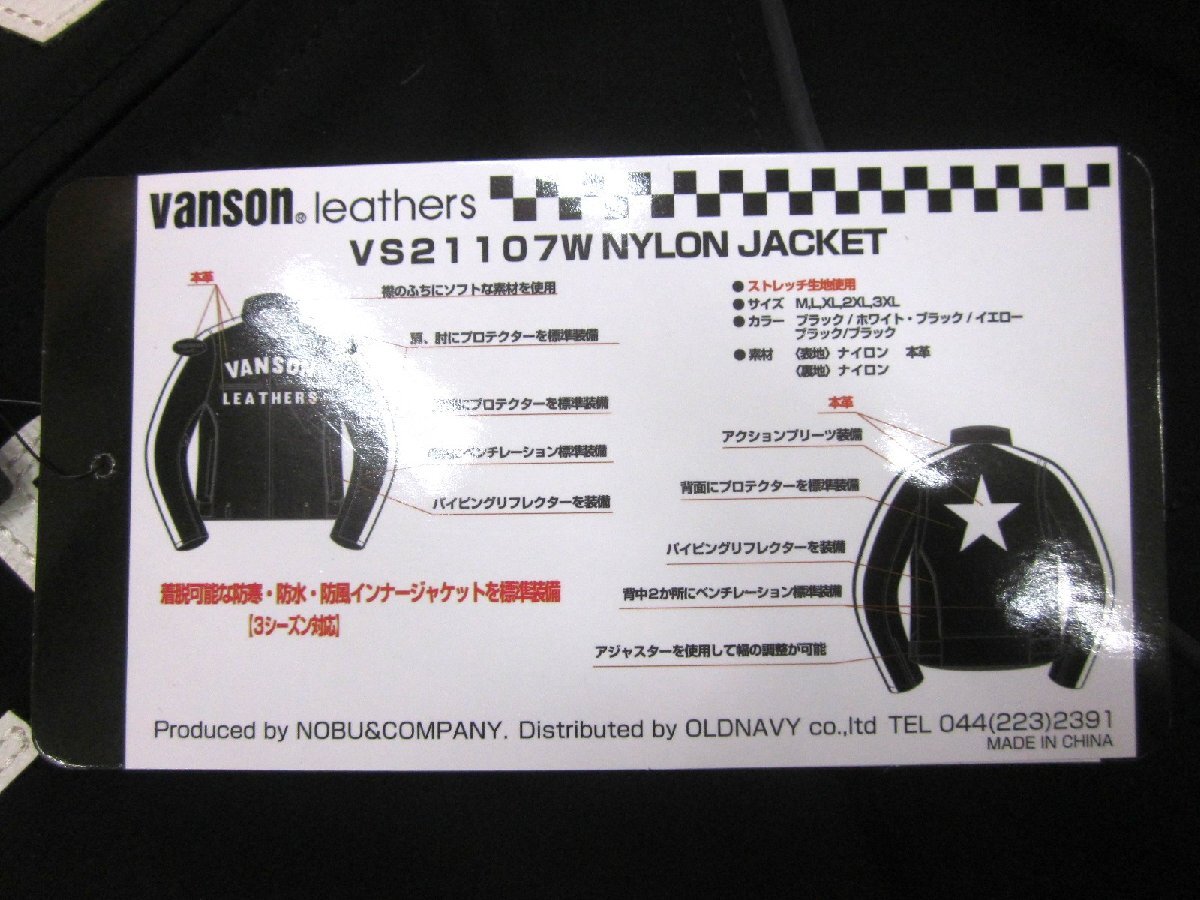 vanson® leathers
VS21107W NYLON JACKET
本革
襟のふちにソフトな素材を使用
肩、肘にプロテクターを標準装備
にプロテクターを標準装備
にベンチレーション標準装備
パイピングリフレクターを装備
VANSON
LEATHERS
着脱可能な防寒・防水・防風インナージャケットを標準装備
【3シーズン対応】
● ストレッチ生地使用
● サイズ M,L,XL,2XL,3XL
● カラー ブラック/ホワイト・ブラック/イエロー
ブラック/ブラック
● 素材 〈表地〉ナイロン 本革
〈裏地〉ナイロン
本革
アクションプリーツ装備
背面にプロテクターを標準装備
パイピングリフレクターを装備
背中2か所にベンチレーション標準装備
アジャスターを使用して幅の調整が可能
Produced by NOBU&COMPANY. Distributed by OLDNAVY co.,ltd TEL 044(223)2391
MADE IN CHINA